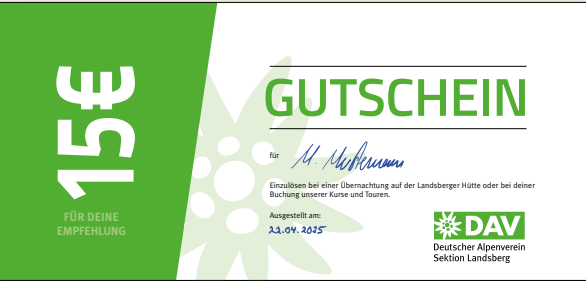 15€
FÜR DEINE
EMPFEHLUNG
GUTSCHEIN
für M. Mustermann
Einzulösen bei einer Übernachtung auf der Landsberger Hütte oder bei deiner
Buchung unserer Kurse und Touren.
Ausgestellt am:
22.04.2025
DAV
Deutscher Alpenverein
Sektion Landsberg